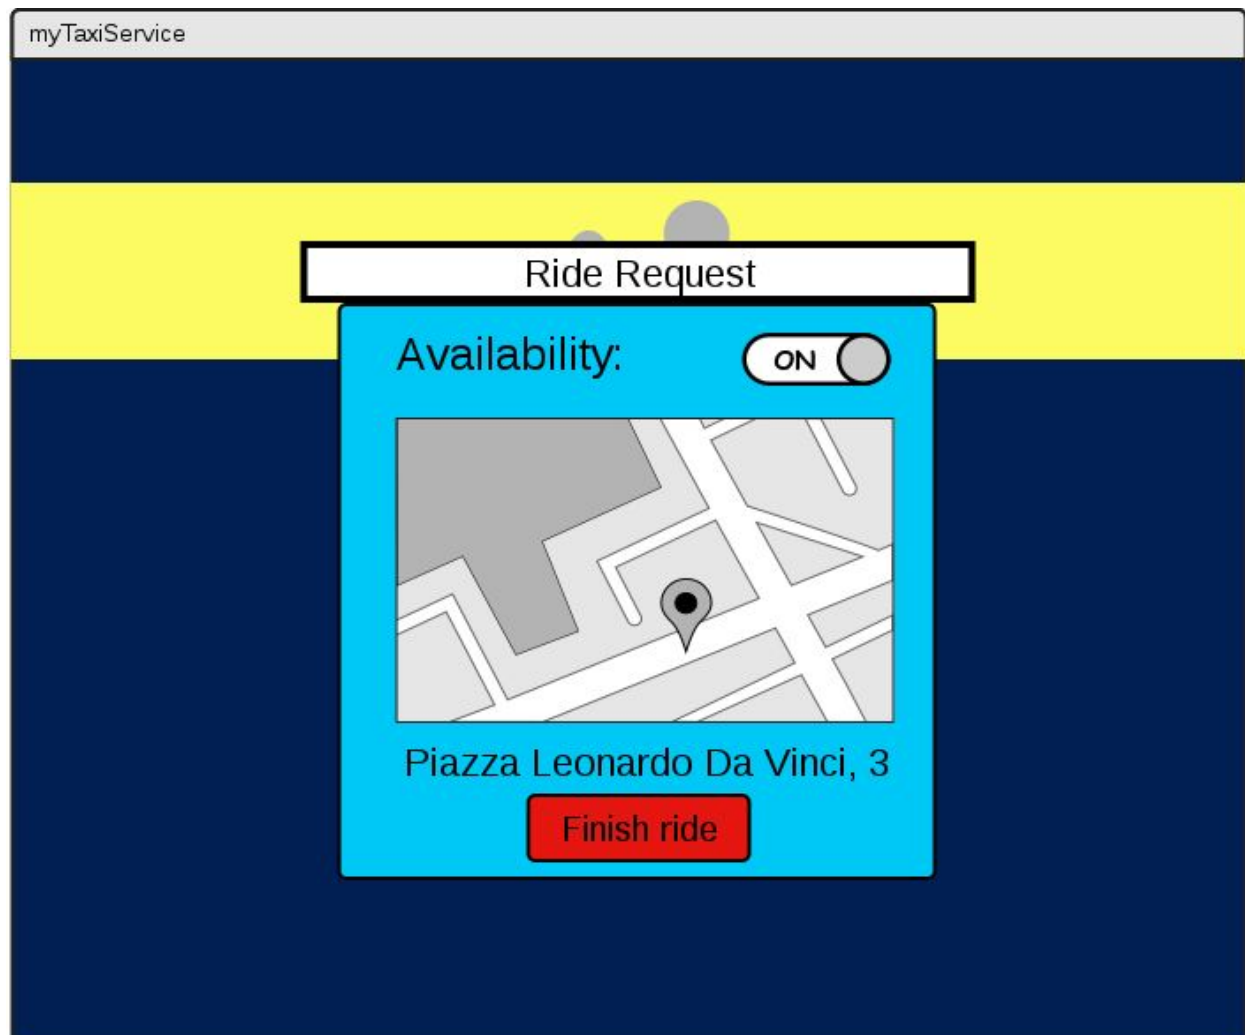 myTaxiService
Ride Request
Availability:
ON
Piazza Leonardo Da Vinci, 3
Finish ride